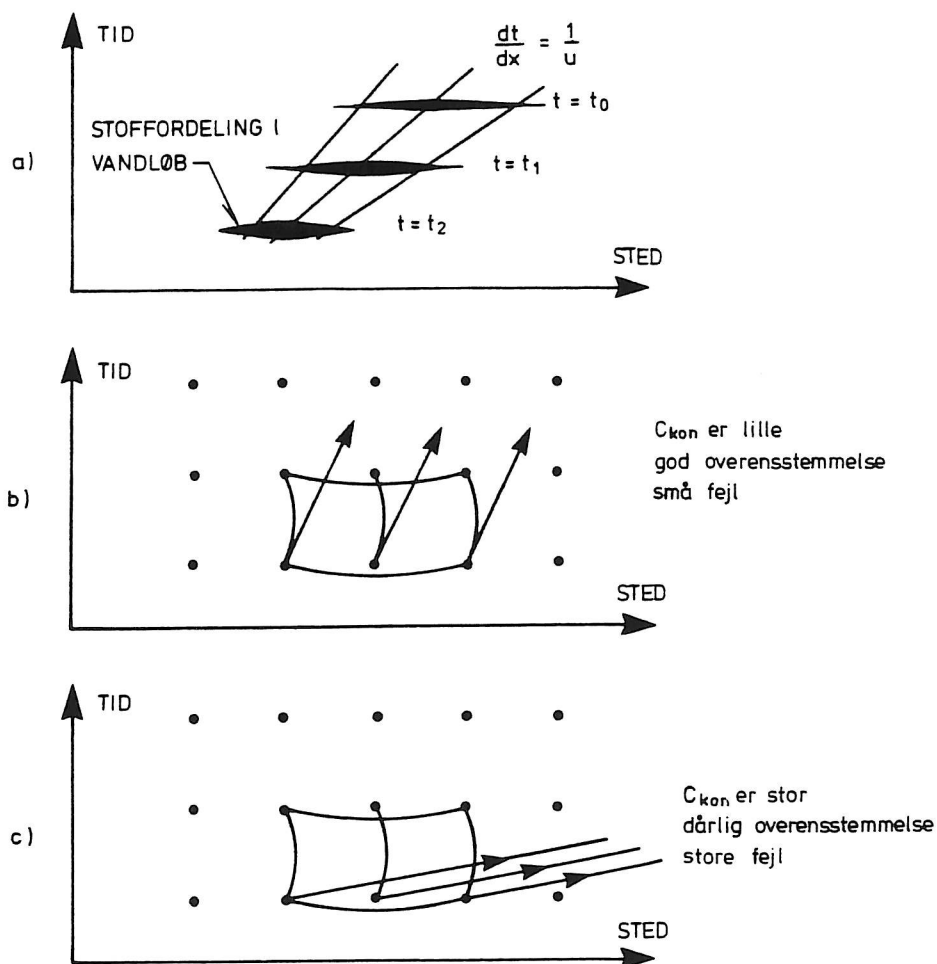 a)
TID
dt/dx = 1/u
t = t₀
STOFFORDELING I
VANDLØB
t = t₁
t = t₂
STED
b)
TID
Cₖₒₙ er lille
god overensstemmelse
små fejl
STED
c)
TID
Cₖₒₙ er stor
dårlig overensstemmelse
store fejl
STED